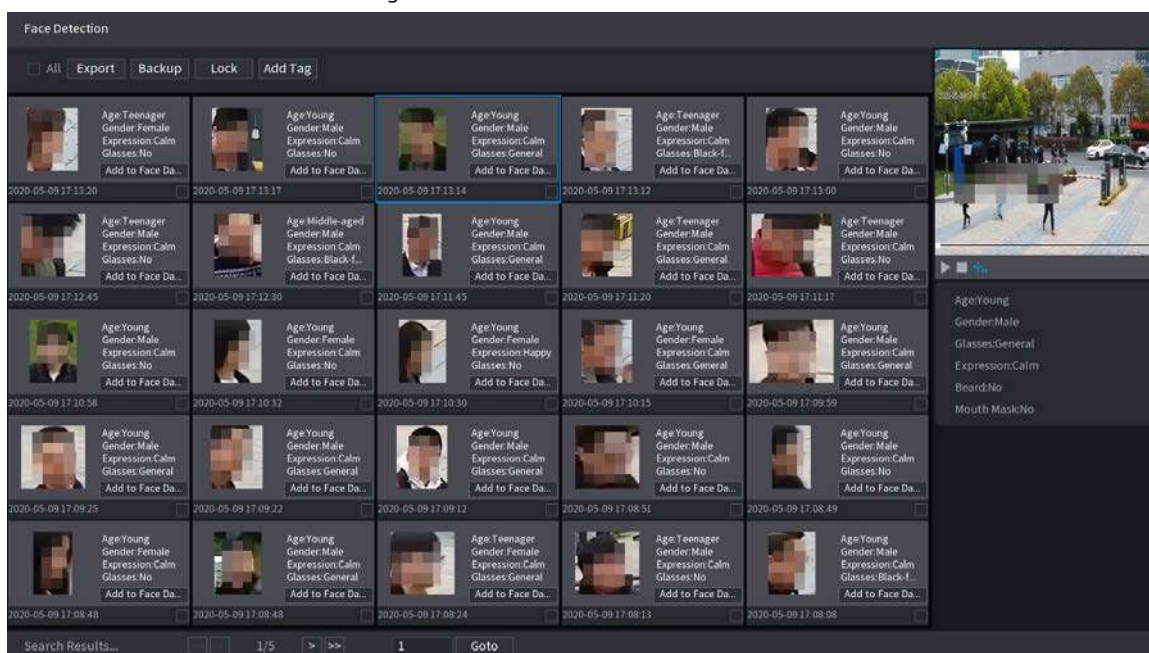 Face Detection
All Export Backup Lock Add Tag
Age:Teenager
Gender:Female
Expression:Calm
Glasses:No
Add to Face Da...
2020-05-09 17:13:20
Age:Young
Gender:Male
Expression:Calm
Glasses:No
Add to Face Da...
2020-05-09 17:13:17
Age:Young
Gender:Male
Expression:Calm
Glasses:General
Add to Face Da...
2020-05-09 17:13:14
Age:Teenager
Gender:Male
Expression:Calm
Glasses:Black-f...
Add to Face Da...
2020-05-09 17:13:12
Age:Young
Gender:Male
Expression:Calm
Glasses:No
Add to Face Da...
2020-05-09 17:13:00
Age:Teenager
Gender:Male
Expression:Calm
Glasses:No
Add to Face Da...
2020-05-09 17:12:45
Age:Middle-aged
Gender:Male
Expression:Calm
Glasses:Black-f...
Add to Face Da...
2020-05-09 17:12:30
Age:Young
Gender:Male
Expression:Calm
Glasses:General
Add to Face Da...
2020-05-09 17:11:45
Age:Teenager
Gender:Male
Expression:Calm
Glasses:General
Add to Face Da...
2020-05-09 17:11:20
Age:Teenager
Gender:Male
Expression:Calm
Glasses:No
Add to Face Da...
2020-05-09 17:11:17
Age:Young
Gender:Male
Expression:Calm
Glasses:No
Add to Face Da...
2020-05-09 17:10:58
Age:Young
Gender:Female
Expression:Calm
Glasses:No
Add to Face Da...
2020-05-09 17:10:32
Age:Young
Gender:Female
Expression:Happy
Glasses:No
Add to Face Da...
2020-05-09 17:10:30
Age:Young
Gender:Female
Expression:Calm
Glasses:General
Add to Face Da...
2020-05-09 17:10:15
Age:Young
Gender:Male
Expression:Calm
Glasses:General
Add to Face Da...
2020-05-09 17:09:59
Age:Young
Gender:Male
Expression:Calm
Glasses:General
Add to Face Da...
2020-05-09 17:09:25
Age:Young
Gender:Male
Expression:Calm
Glasses:General
Add to Face Da...
2020-05-09 17:09:22
Age:Young
Gender:Male
Expression:Calm
Glasses:General
Add to Face Da...
2020-05-09 17:09:12
Age:Young
Gender:Male
Expression:Calm
Glasses:No
Add to Face Da...
2020-05-09 17:08:51
Age:Young
Gender:Male
Expression:Calm
Glasses:No
Add to Face Da...
2020-05-09 17:08:49
Age:Young
Gender:Female
Expression:Calm
Glasses:No
Add to Face Da...
2020-05-09 17:08:48
Age:Young
Gender:Male
Expression:Calm
Glasses:General
Add to Face Da...
2020-05-09 17:08:48
Age:Teenager
Gender:Female
Expression:Calm
Glasses:General
Add to Face Da...
2020-05-09 17:08:24
Age:Teenager
Gender:Male
Expression:Calm
Glasses:No
Add to Face Da...
2020-05-09 17:08:13
Age:Young
Gender:Male
Expression:Calm
Glasses:Black-f...
Add to Face Da...
2020-05-09 17:08:08
Age:Young
Gender:Male
Glasses:General
Expression:Calm
Beard:No
Mouth Mask:No
Search Results... 1/5 > >> 1 Goto